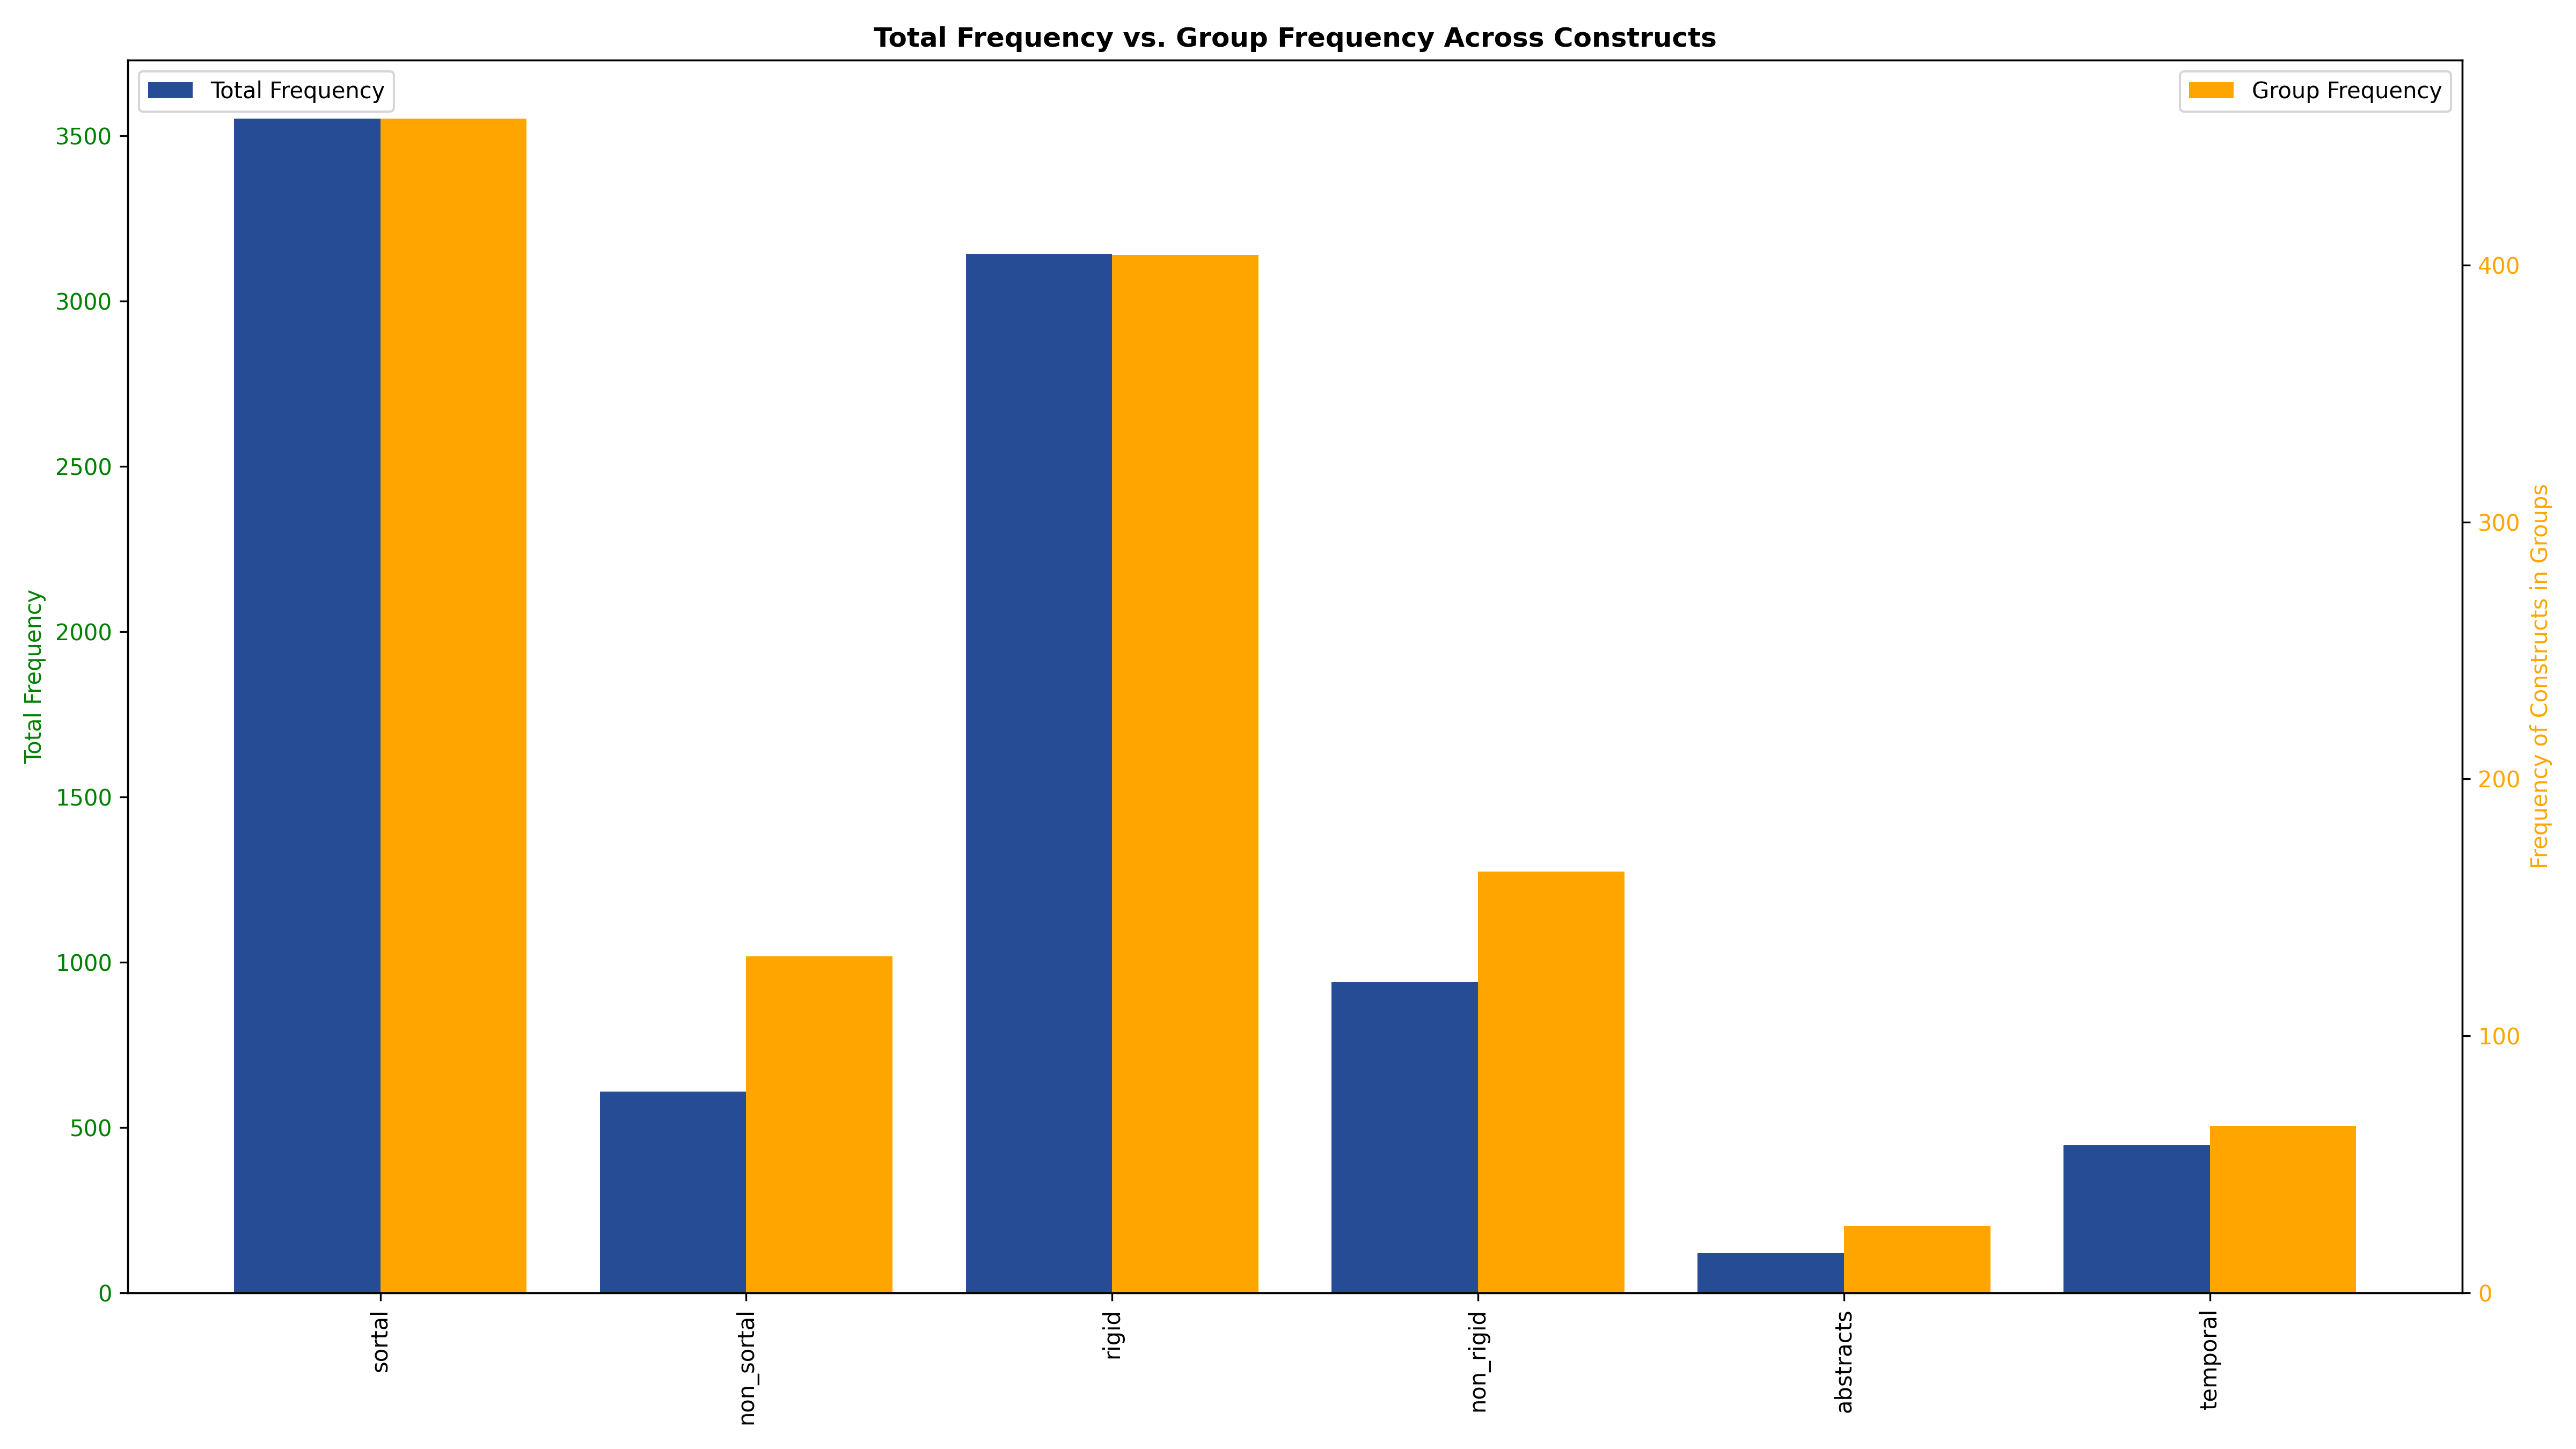 Total Frequency vs. Group Frequency Across Constructs
Total Frequency
Group Frequency
3500
3000
2500
2000
1500
1000
500
0
Total Frequency
400
300
200
100
0
Frequency of Constructs in Groups
sortal
non_sortal
rigid
non_rigid
abstracts
temporal